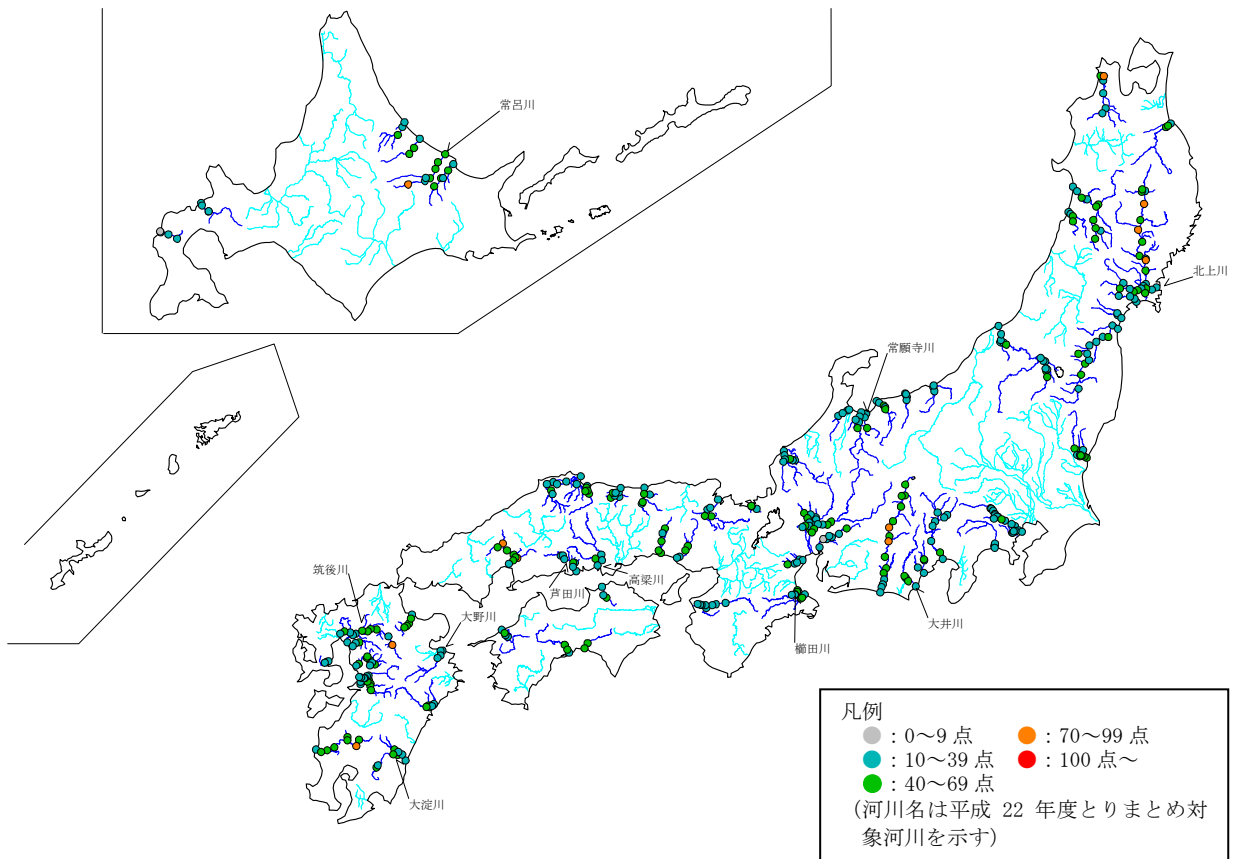 常呂川
北上川
常願寺川
筑後川
大野川
芦田川
高梁川
大井川
櫛田川
大淀川
凡例
：0～9 点
：70～99 点
：10～39 点
：100 点～
：40～69 点
（河川名は平成 22 年度とりまとめ対
象河川を示す）